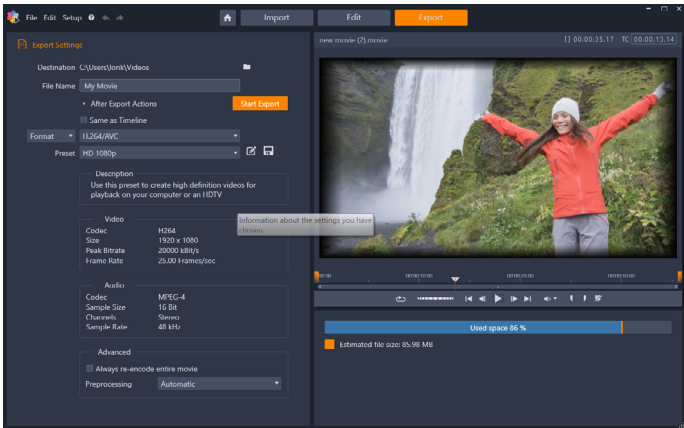 File Edit Setup
Import
Edit
Export
Export Settings
new movie (2).movie
[ ] 00:00:35.17 TC 00:00:13.14
Destination C:\Users\Jonik\Videos
File Name My Movie
After Export Actions
Start Export
Same as Timeline
Format H.264/AVC
Preset HD 1080p
Description
Use this preset to create high definition videos for
playback on your computer or an HDTV
Information about the settings you have
chosen.
Video
Codec H264
Size 1920 x 1080
Peak Bitrate 20000 kBit/s
Frame Rate 25.00 Frames/sec
Audio
Codec MPEG-4
Sample Size 16 Bit
Channels Stereo
Sample Rate 48 kHz
Advanced
Always re-encode entire movie
Preprocessing Automatic
Used space 86 %
Estimated file size: 85.98 MB